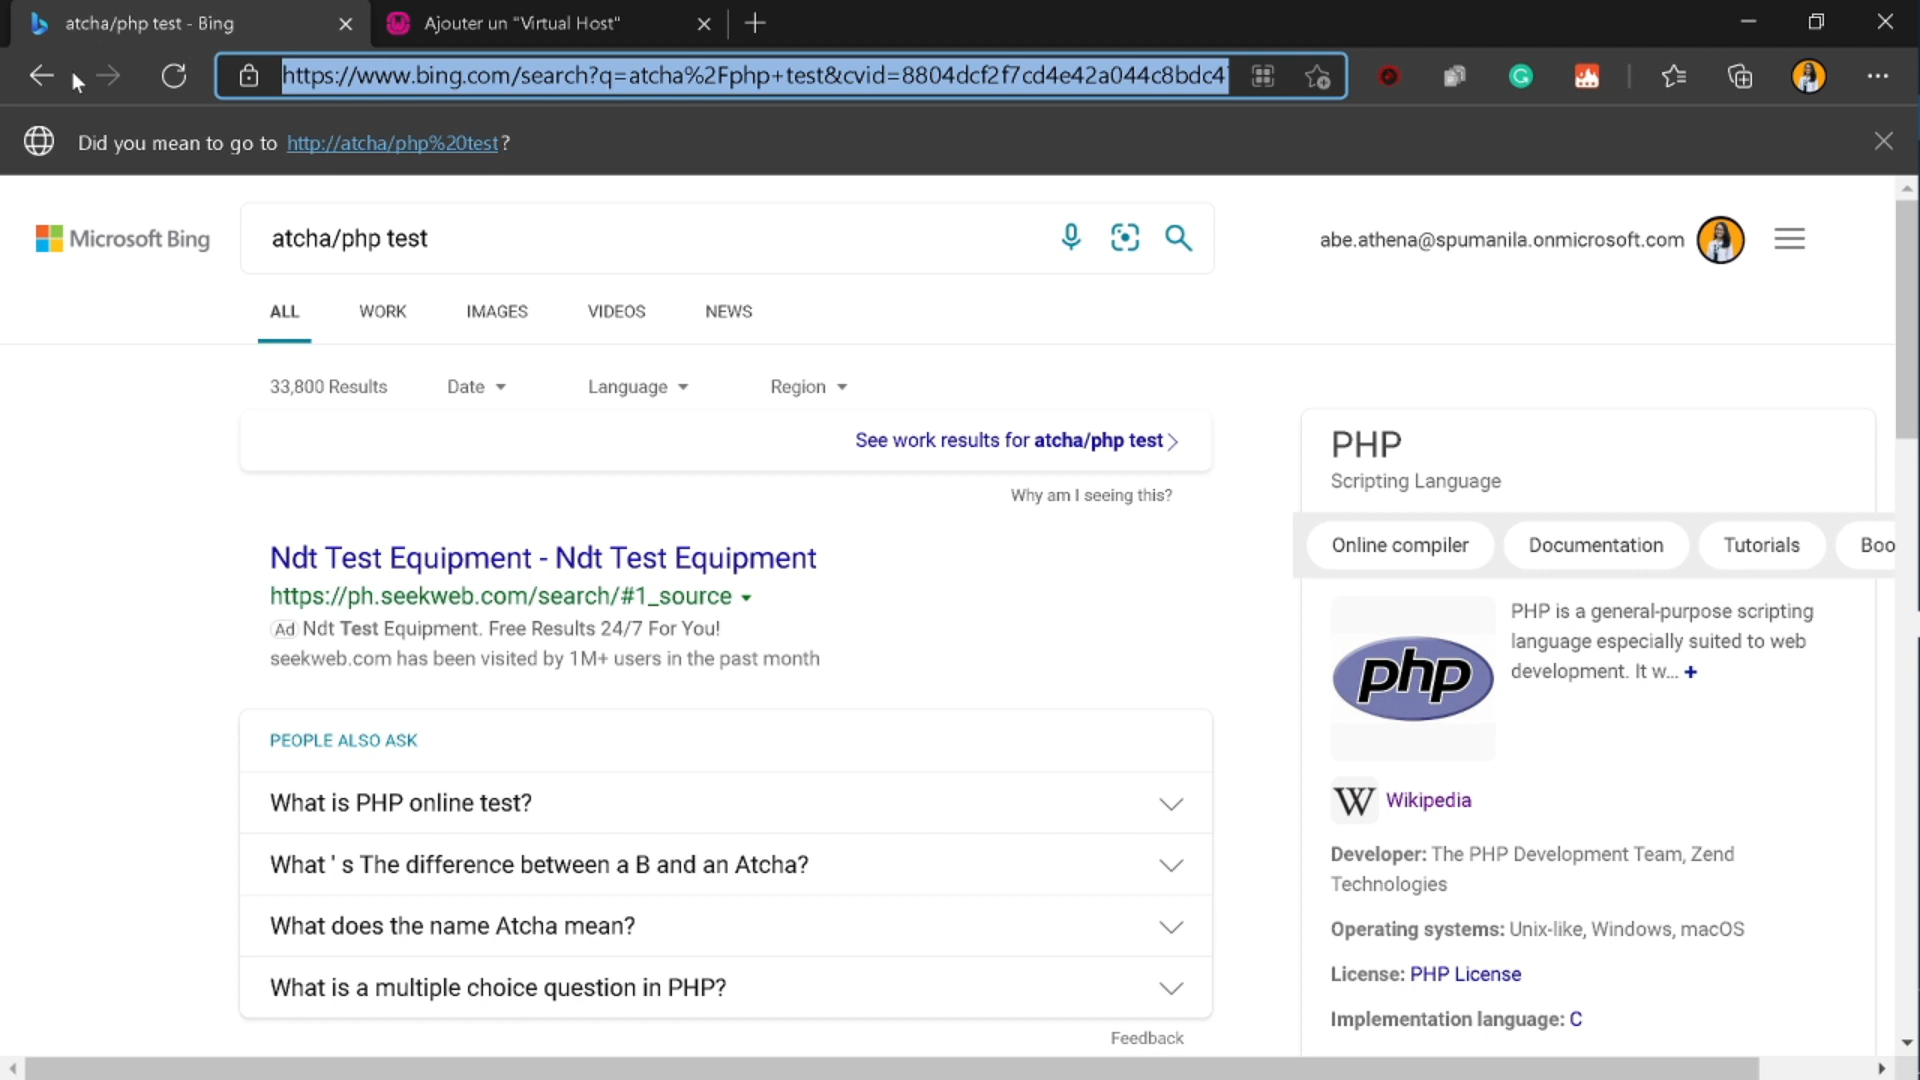 atcha/php test - Bing
Ajouter un "Virtual Host"
https://www.bing.com/search?q=atcha%2Fphp+test&cvid=8804dcf2f7cd4e42a044c8bdc4
Did you mean to go to http://atcha/php%20test?
Microsoft Bing
atcha/php test
abe.athena@spumanila.onmicrosoft.com
ALL
WORK
IMAGES
VIDEOS
NEWS
33,800 Results
Date
Language
Region
See work results for atcha/php test
Why am I seeing this?
Ndt Test Equipment - Ndt Test Equipment
https://ph.seekweb.com/search/#1_source
Ad Ndt Test Equipment. Free Results 24/7 For You!
seekweb.com has been visited by 1M+ users in the past month
PEOPLE ALSO ASK
What is PHP online test?
What ' s The difference between a B and an Atcha?
What does the name Atcha mean?
What is a multiple choice question in PHP?
Feedback
PHP
Scripting Language
Online compiler
Documentation
Tutorials
Boo
php
PHP is a general-purpose scripting
language especially suited to web
development. It w... +
W Wikipedia
Developer: The PHP Development Team, Zend
Technologies
Operating systems: Unix-like, Windows, macOS
License: PHP License
Implementation language: C